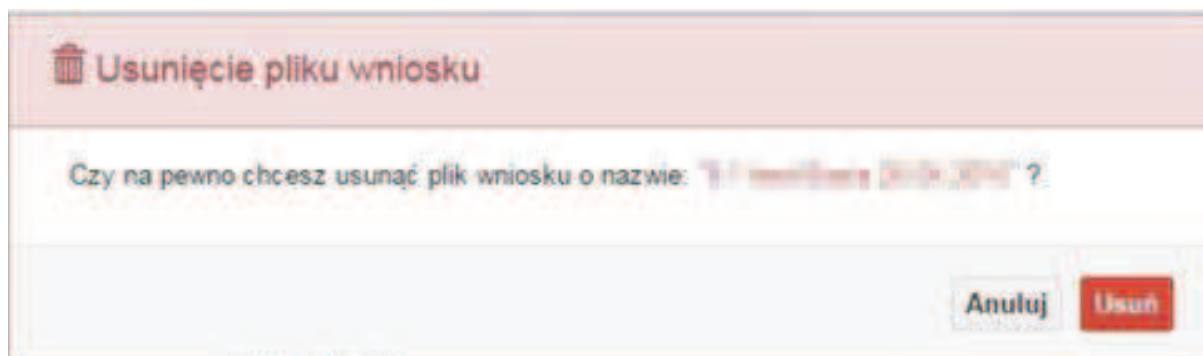 Usunięcie pliku wniosku
Czy na pewno chcesz usunąć plik wniosku o nazwie: " " ?
Anuluj Usuń